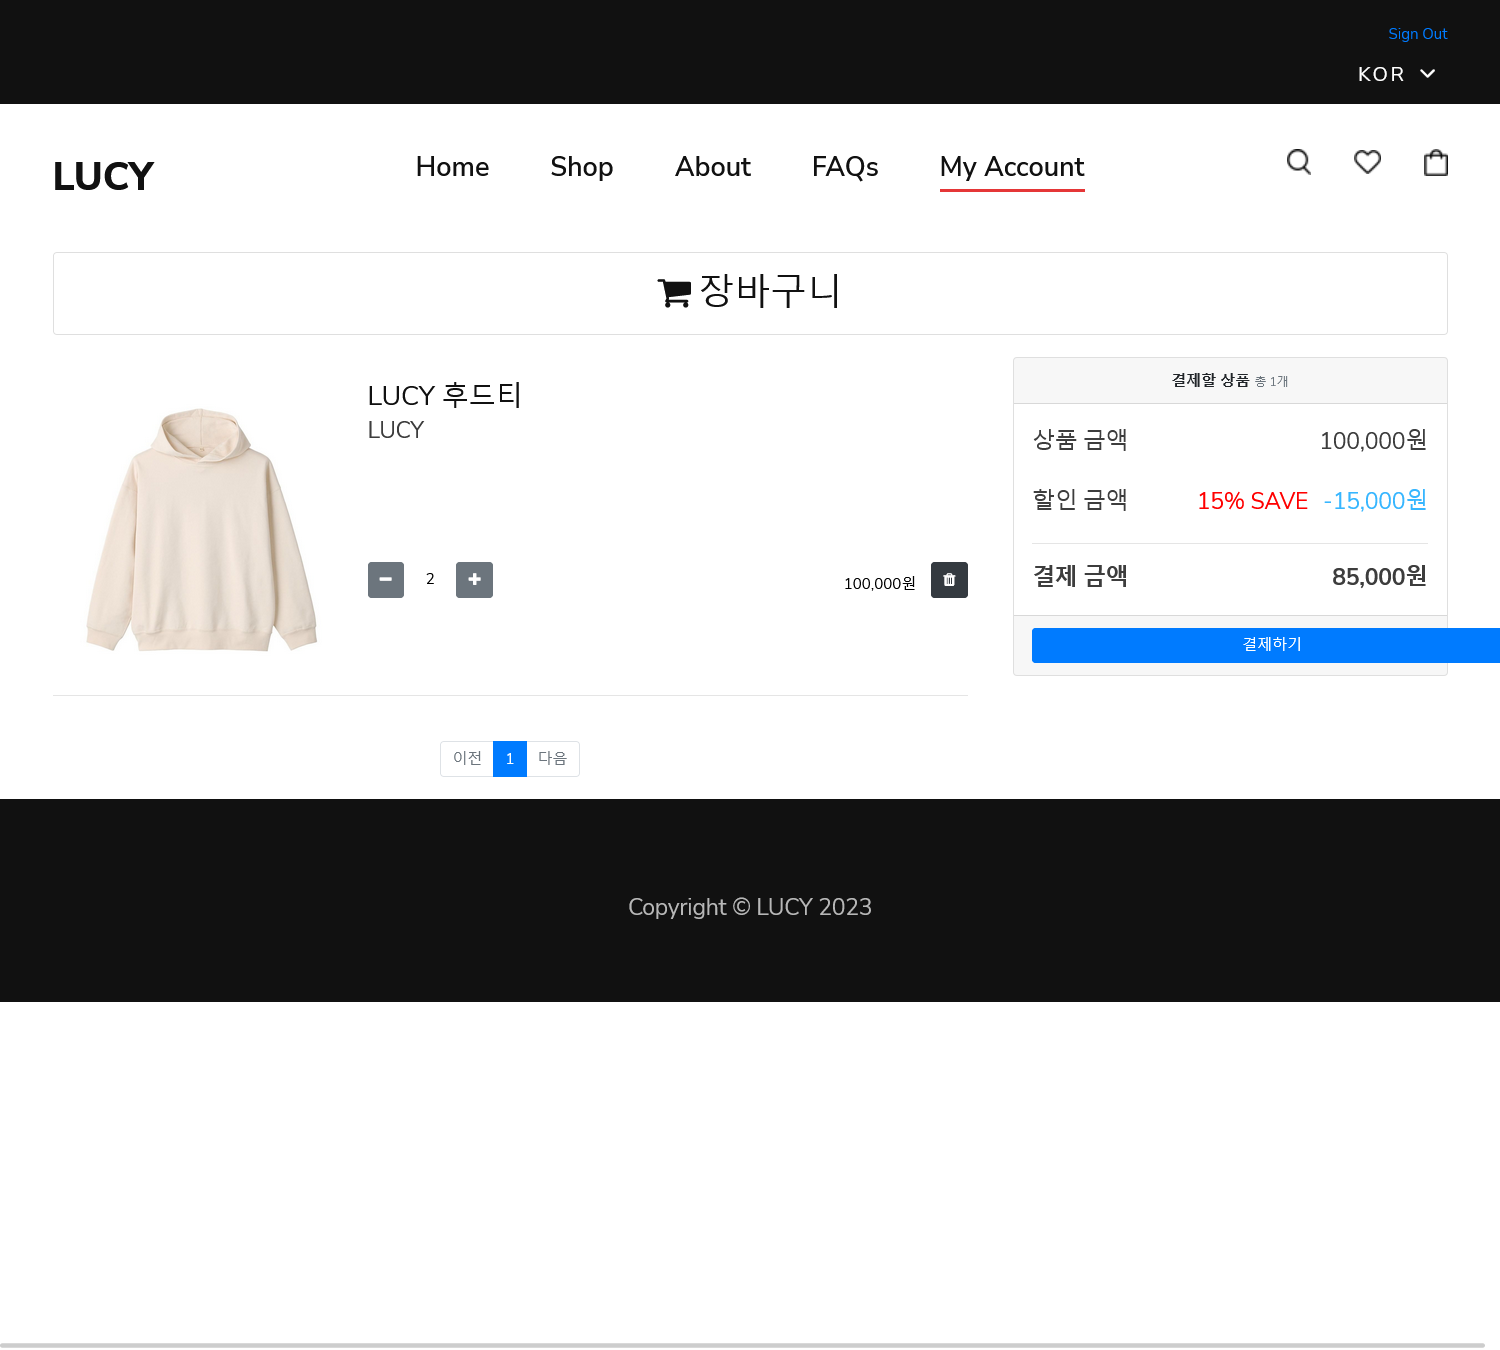 Sign Out
KOR
LUCY
Home Shop About FAQs My Account
장바구니
LUCY 후드티
LUCY
2
100,000원
결제할 상품 총 1개
상품 금액 100,000원
할인 금액 15% SAVE -15,000원
결제 금액 85,000원
결제하기
이전 1 다음
Copyright © LUCY 2023